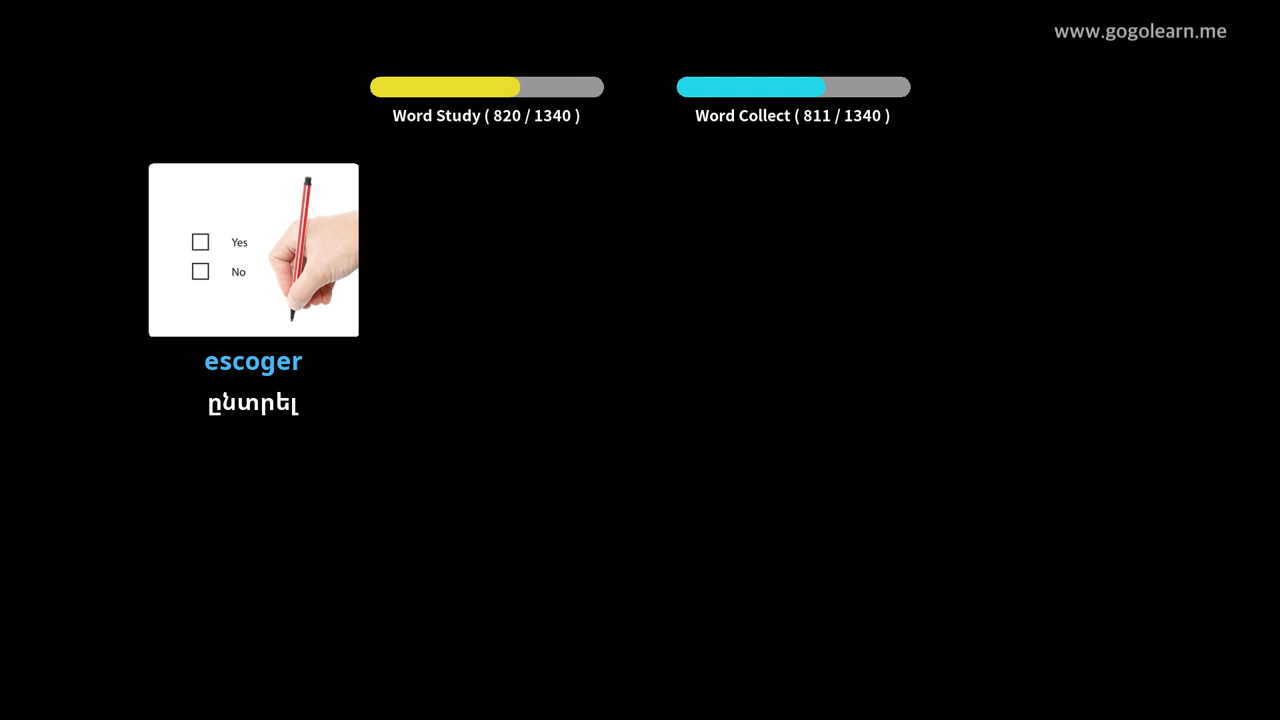 www.gogolearn.me
Word Study ( 820 / 1340 )
Word Collect ( 811 / 1340 )
Yes
No
escoger
ընտրել